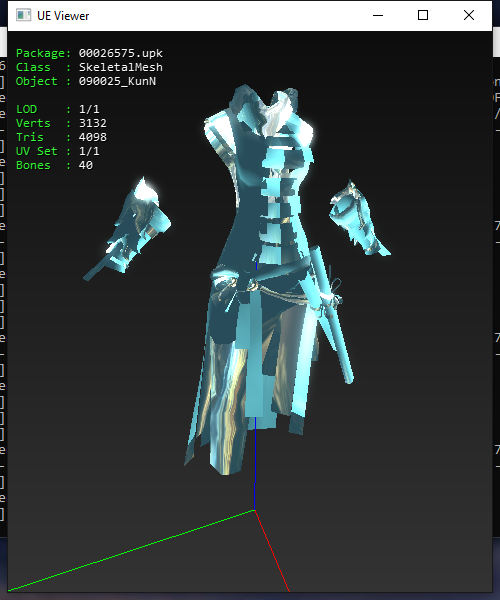 UE Viewer
Package: 00026575.upk
Class  : SkeletalMesh
Object : 090025_KunN
LOD    : 1/1
Verts  : 3132
Tris   : 4098
UV Set : 1/1
Bones  : 40